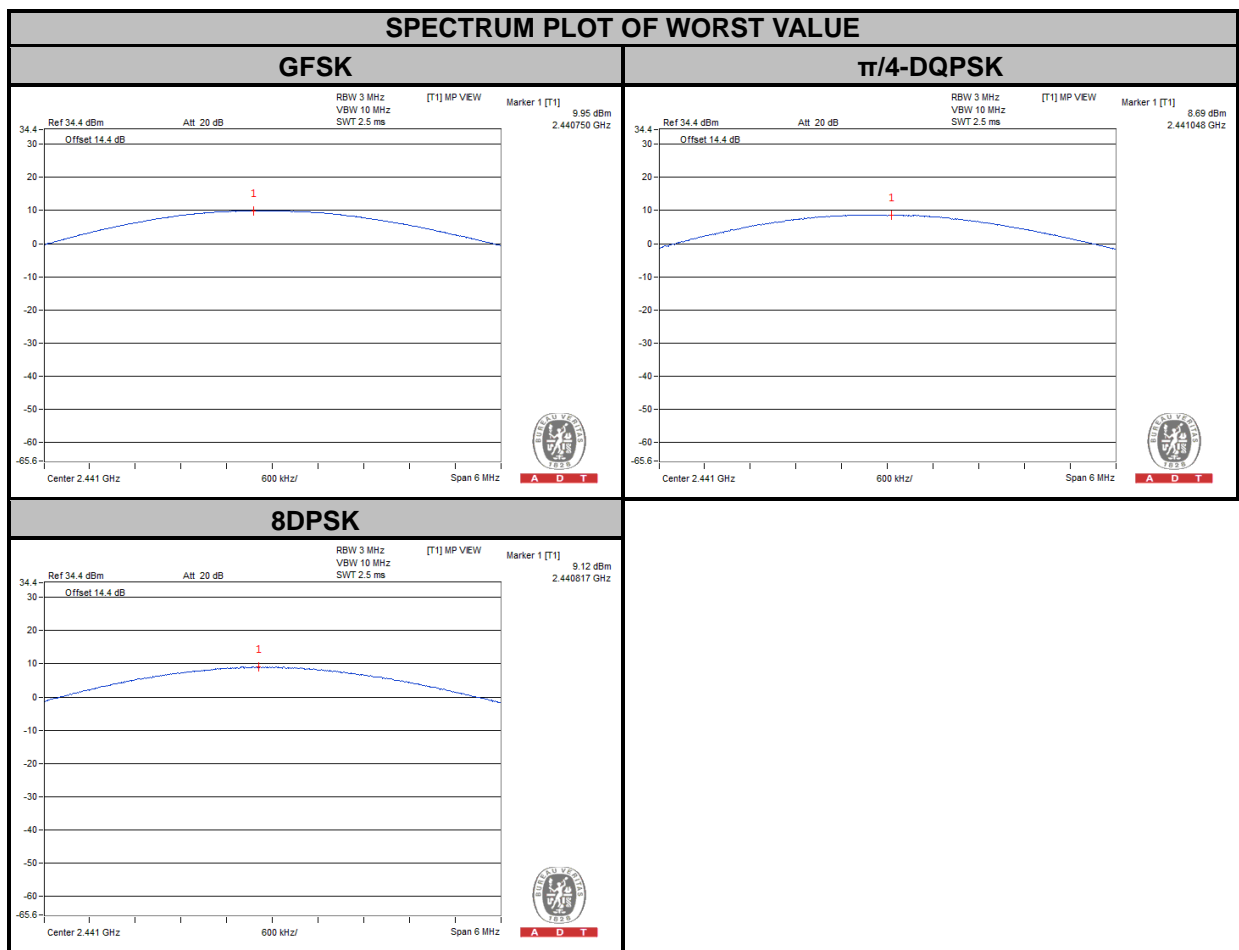 SPECTRUM PLOT OF WORST VALUE
GFSK
RBW 3 MHz [T1] MP VIEW Marker 1 [T1]
VBW 10 MHz 9.95 dBm
Ref 34.4 dBm Att 20 dB SWT 2.5 ms 2.440750 GHz
34.4
Offset 14.4 dB
30
20
1
10
0
-10
-20
-30
-40
-50
-60
-65.6
Center 2.441 GHz 600 kHz/ Span 6 MHz
BUREAU VERITAS
1828
A D T
π/4-DQPSK
RBW 3 MHz [T1] MP VIEW Marker 1 [T1]
VBW 10 MHz 8.69 dBm
Ref 34.4 dBm Att 20 dB SWT 2.5 ms 2.441048 GHz
34.4
Offset 14.4 dB
30
20
1
10
0
-10
-20
-30
-40
-50
-60
-65.6
Center 2.441 GHz 600 kHz/ Span 6 MHz
BUREAU VERITAS
1828
A D T
8DPSK
RBW 3 MHz [T1] MP VIEW Marker 1 [T1]
VBW 10 MHz 9.12 dBm
Ref 34.4 dBm Att 20 dB SWT 2.5 ms 2.440817 GHz
34.4
Offset 14.4 dB
30
20
1
10
0
-10
-20
-30
-40
-50
-60
-65.6
Center 2.441 GHz 600 kHz/ Span 6 MHz
BUREAU VERITAS
1828
A D T